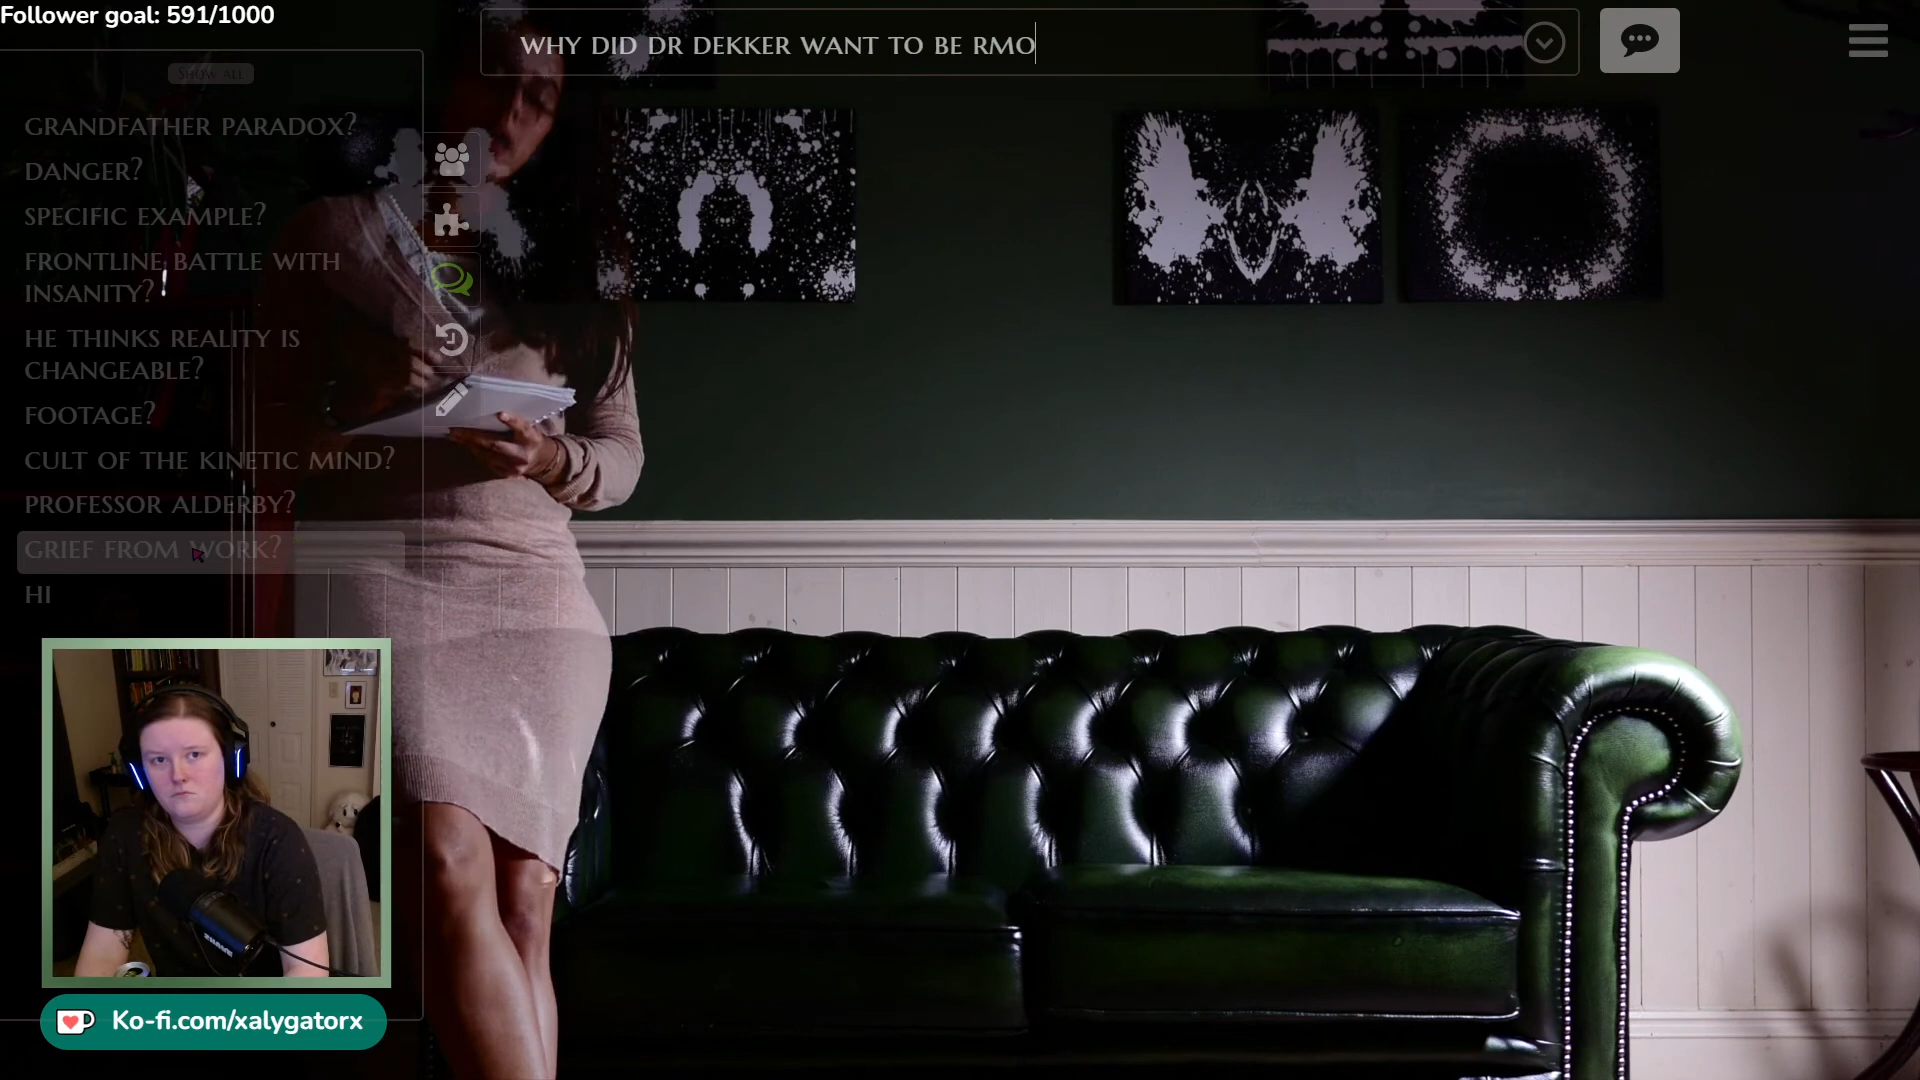 Follower goal: 591/1000
WHY DID DR DEKKER WANT TO BE RMO
Show all
GRANDFATHER PARADOX?
DANGER?
SPECIFIC EXAMPLE?
FRONTLINE BATTLE WITH
INSANITY?
HE THINKS REALITY IS
CHANGEABLE?
FOOTAGE?
CULT OF THE KINETIC MIND?
PROFESSOR ALDERBY?
GRIEF FROM WORK?
HI
Ko-fi.com/xalygatorx